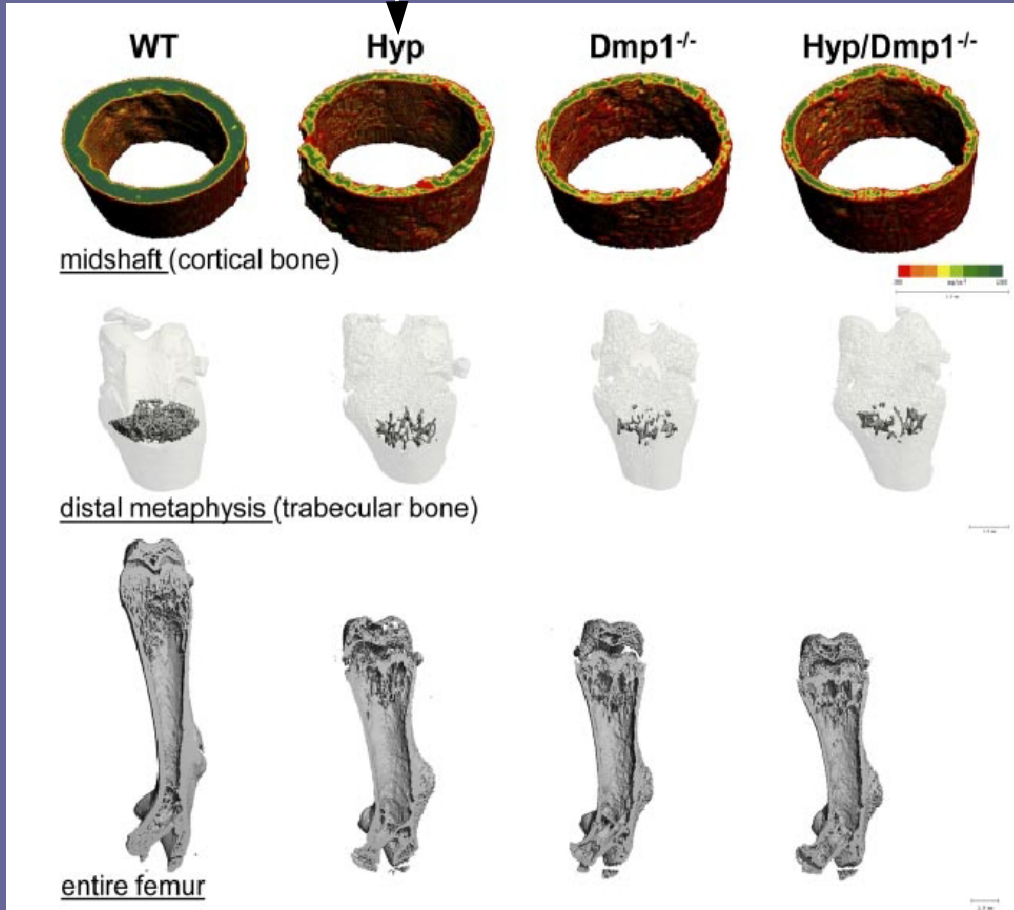 WT Hyp Dmp1⁻/⁻ Hyp/Dmp1⁻/⁻
midshaft (cortical bone)
distal metaphysis (trabecular bone)
entire femur